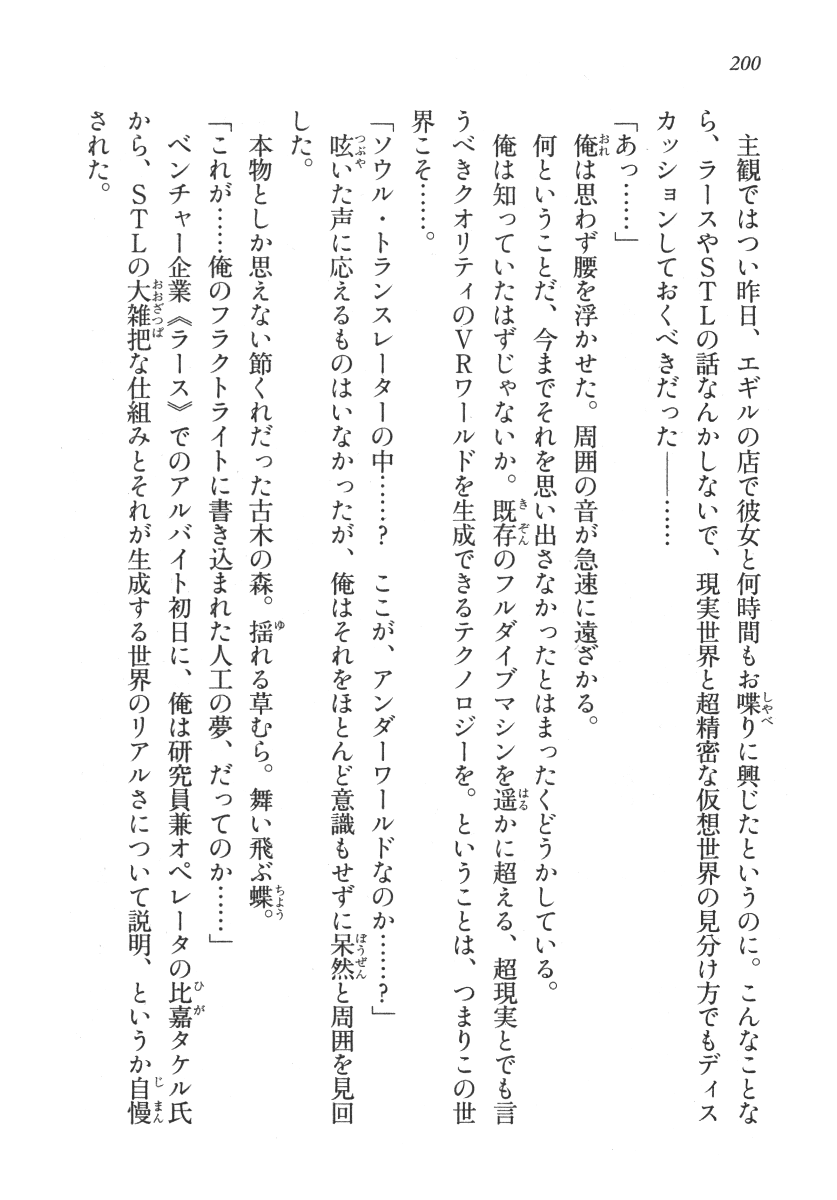 200
主観ではつい昨日、エギルの店で彼女と何時間もお喋りに興じたというのに。こんなことな
ら、ラースやSTLの話なんかしないで、現実世界と超精密な仮想世界の見分け方でもディス
カッションしておくべきだった――……
「あっ……」
俺は思わず腰を浮かせた。周囲の音が急速に遠ざかる。
何ということだ、今までそれを思い出さなかったとはまったくどうかしている。
俺は知っていたはずじゃないか。既存のフルダイブマシンを遥かに超える、超現実とでも言
うべきクオリティのVRワールドを生成できるテクノロジーを。ということは、つまりこの世
界こそ……。
「ソウル・トランスレーターの中……？　ここが、アンダーワールドなのか……？」
呟いた声に応えるものはいなかったが、俺はそれをほとんど意識もせずに呆然と周囲を見回
した。
本物としか思えない節くれだった古木の森。揺れる草むら。舞い飛ぶ蝶。
「これが……俺のフラクトライトに書き込まれた人工の夢、だってのか……」
ベンチャー企業《ラース》でのアルバイト初日に、俺は研究員兼オペレータの比嘉タケル氏
から、STLの大雑把な仕組みとそれが生成する世界のリアルさについて説明、というか自慢
された。